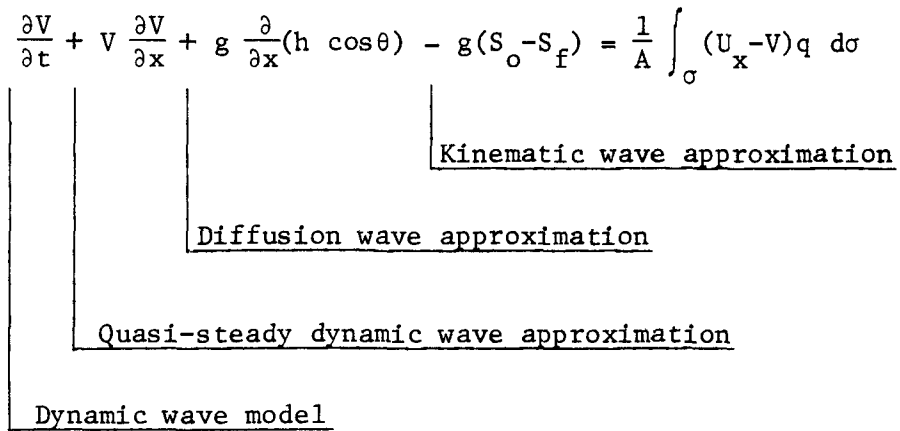 ∂V/∂t + V ∂V/∂x + g ∂/∂x(h cosθ) − g(S_o−S_f) = 1/A ∫_σ (U_x−V)q dσ
Kinematic wave approximation
Diffusion wave approximation
Quasi-steady dynamic wave approximation
Dynamic wave model